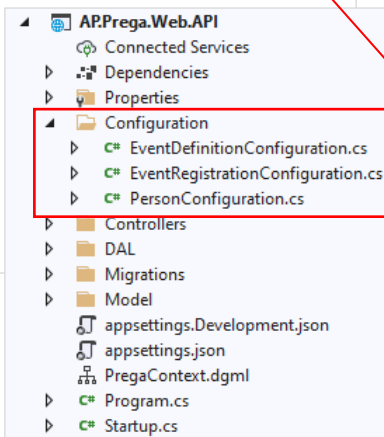 AP.Prega.Web.API
Connected Services
Dependencies
Properties
Configuration
C# EventDefinitionConfiguration.cs
C# EventRegistrationConfiguration.cs
C# PersonConfiguration.cs
Controllers
DAL
Migrations
Model
appsettings.Development.json
appsettings.json
PregaContext.dgml
C# Program.cs
C# Startup.cs